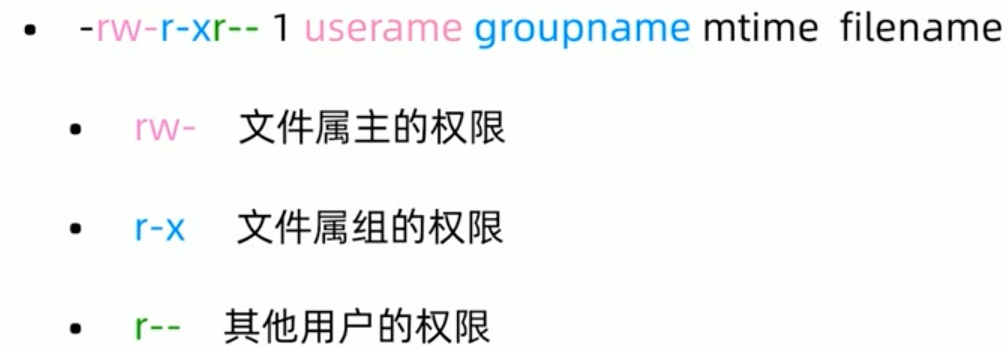 • -rw-r-xr-- 1 userame groupname mtime filename
• rw- 文件属主的权限
• r-x 文件属组的权限
• r-- 其他用户的权限